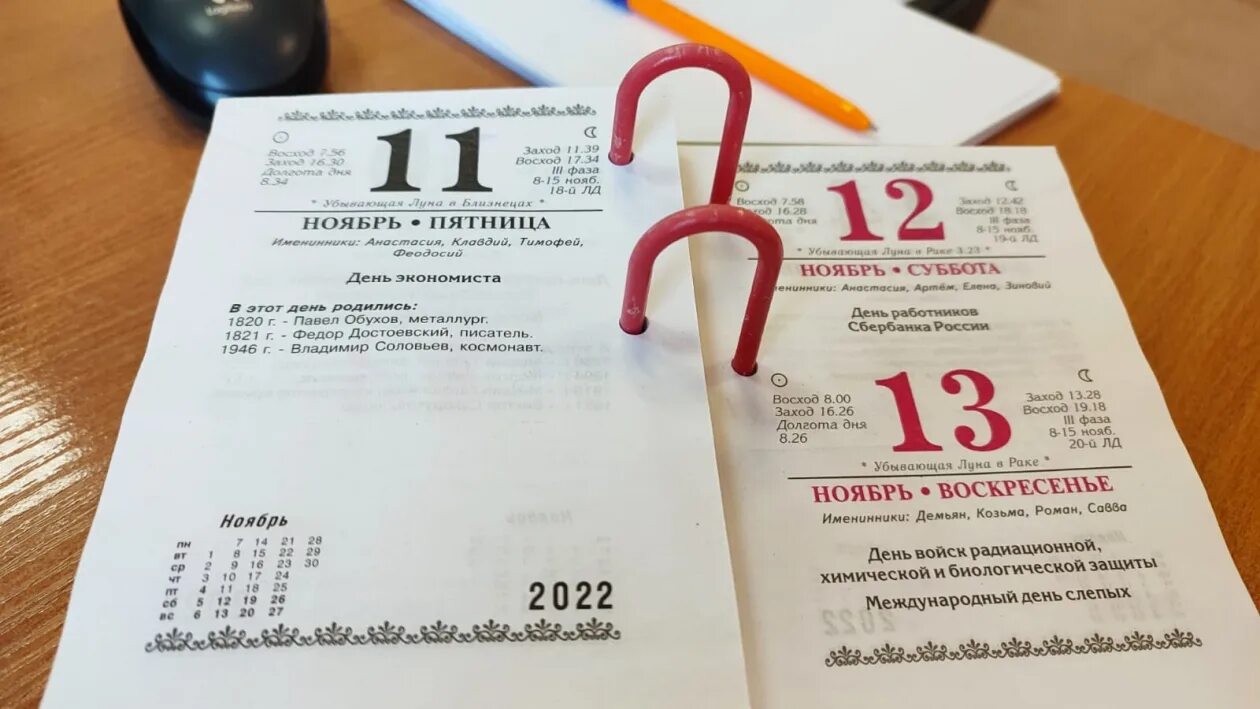 11
Восход 7.56
Заход 16.30
Долгота дня
8.34
Заход 11.39
Восход 17.34
III фаза
8-15 нояб.
18-й ЛД
* Убывающая Луна в Близнецах *
НОЯБРЬ • ПЯТНИЦА
Именинники: Анастасия, Клавдий, Тимофей,
Феодосий
День экономиста
В этот день родились:
1820 г. - Павел Обухов, металлург.
1821 г. - Федор Достоевский, писатель.
1946 г. - Владимир Соловьев, космонавт.
Ноябрь
пн 7 14 21 28
вт 1 8 15 22 29
ср 2 9 16 23 30
чт 3 10 17 24
пт 4 11 18 25
сб 5 12 19 26
вс 6 13 20 27
2022
12
Восход 7.58
16.28
дня
Заход 12.42
Восход 18.18
III фаза
8-15 нояб.
19-й ЛД
* Убывающая Луна в Раке 3.23 *
НОЯБРЬ • СУББОТА
Анастасия, Артём, Елена, Зиновий
День работников
Сбербанка России
13
Восход 8.00
Заход 16.26
Долгота дня
8.26
Заход 13.28
Восход 19.18
III фаза
8-15 нояб.
20-й ЛД
* Убывающая Луна в Раке *
НОЯБРЬ • ВОСКРЕСЕНЬЕ
Именинники: Демьян, Козьма, Роман, Савва
День войск радиационной,
химической и биологической защиты
Международный день слепых